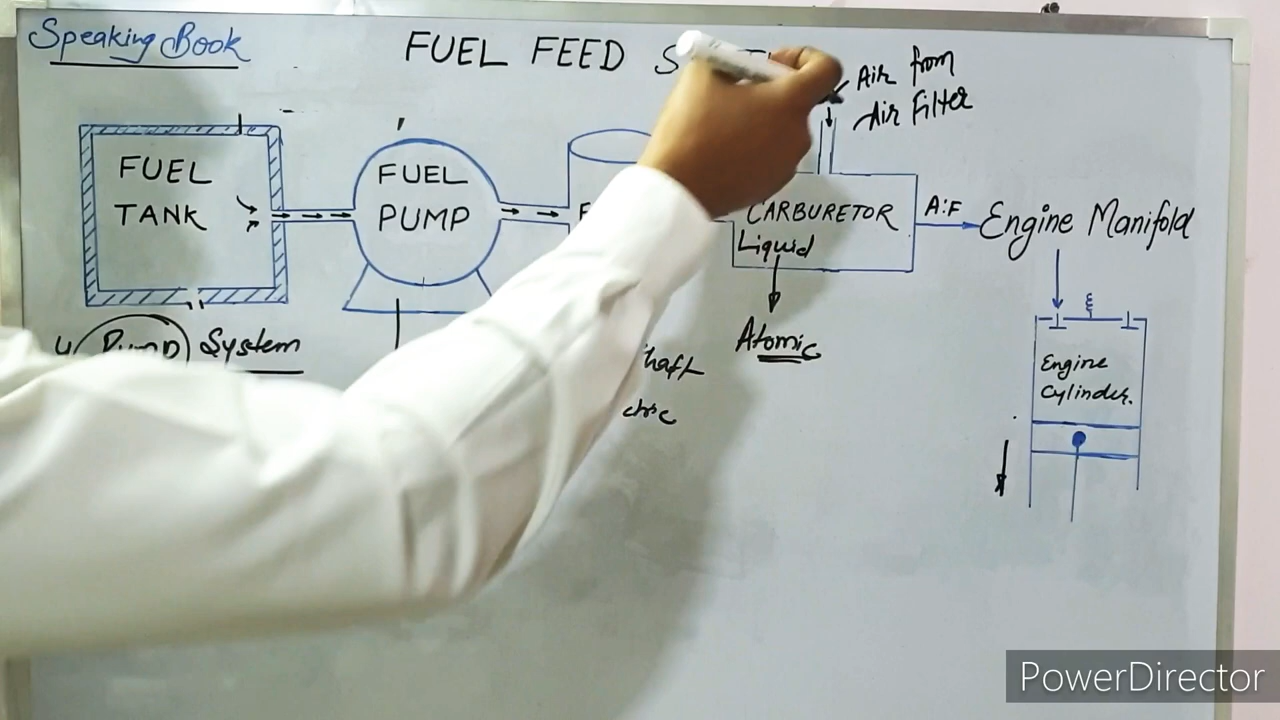 Speaking Book
FUEL FEED
Air from
Air Filter
FUEL
TANK
FUEL
PUMP
CARBURETOR
Liquid
A:F
Engine Manifold
Atomic
System
Engine
Cylinder.
PowerDirector